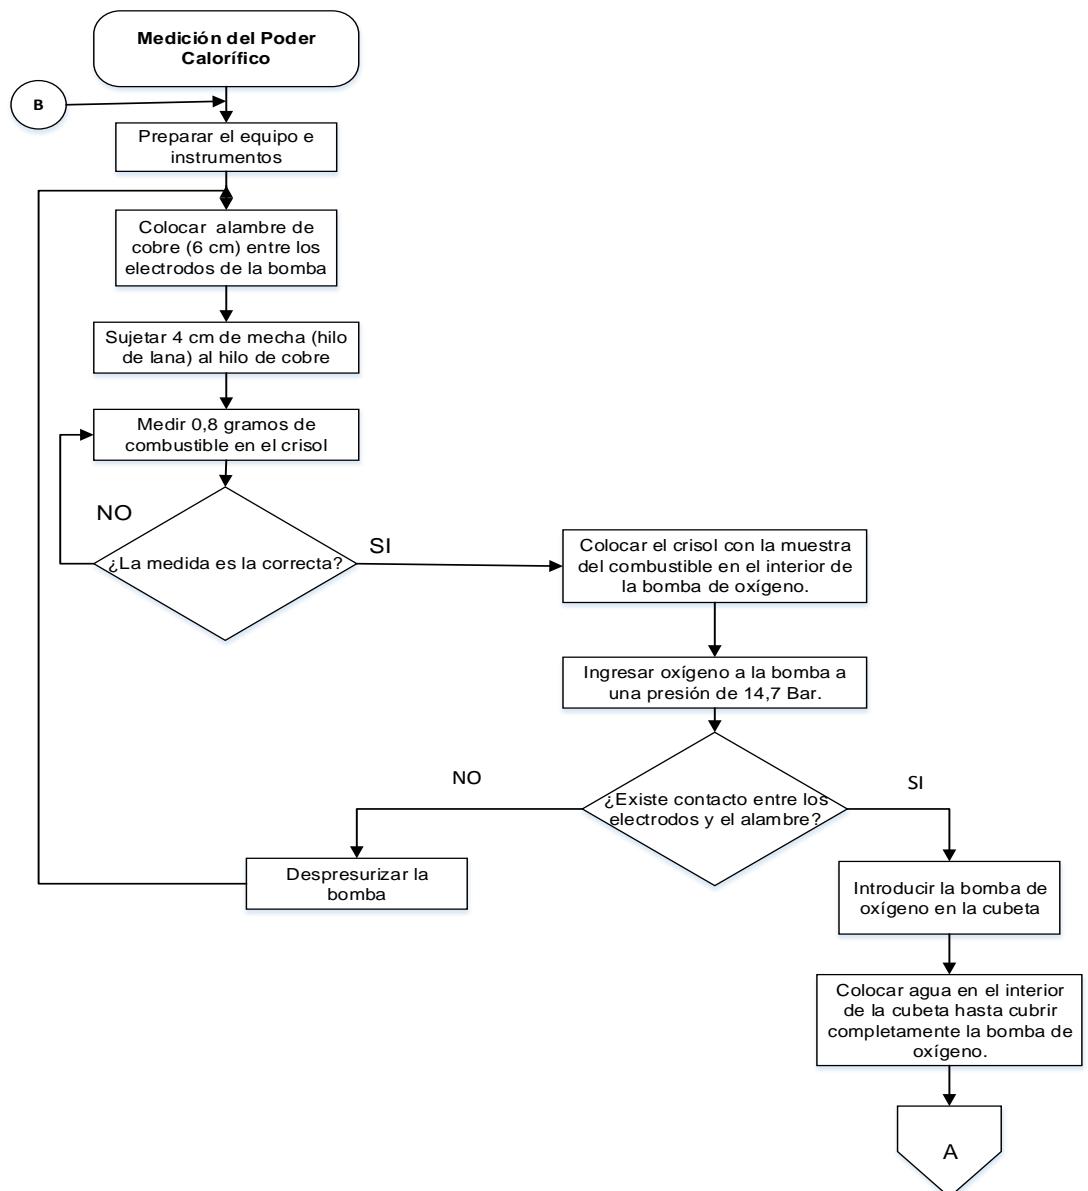 Medición del Poder
Calorífico
B
Preparar el equipo e
instrumentos
Colocar alambre de
cobre (6 cm) entre los
electrodos de la bomba
Sujetar 4 cm de mecha (hilo
de lana) al hilo de cobre
Medir 0,8 gramos de
combustible en el crisol
NO
¿La medida es la correcta?
SI
Colocar el crisol con la muestra
del combustible en el interior de
la bomba de oxígeno.
Ingresar oxígeno a la bomba a
una presión de 14,7 Bar.
NO
¿Existe contacto entre los
electrodos y el alambre?
SI
Despresurizar la
bomba
Introducir la bomba de
oxígeno en la cubeta
Colocar agua en el interior
de la cubeta hasta cubrir
completamente la bomba de
oxígeno.
A